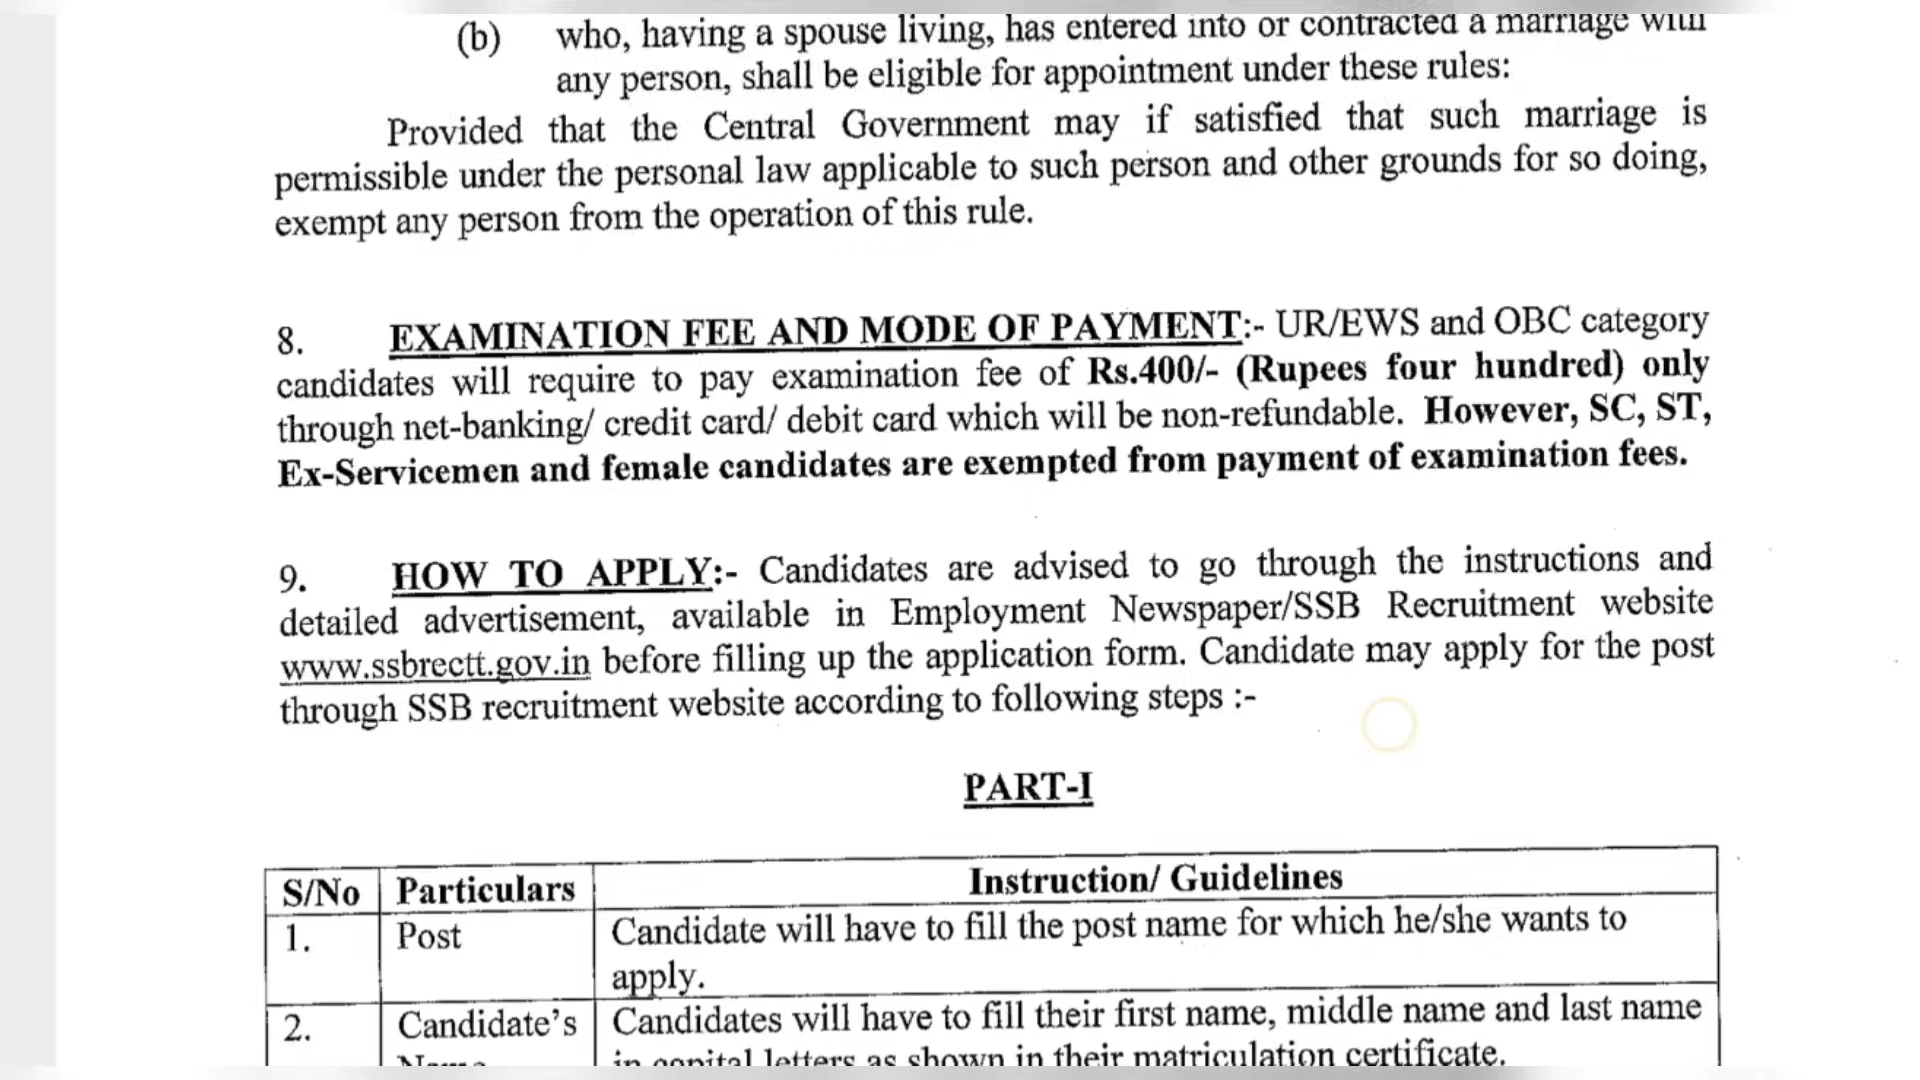 (b) who, having a spouse living, has entered into or contracted a marriage with
any person, shall be eligible for appointment under these rules:
Provided that the Central Government may if satisfied that such marriage is
permissible under the personal law applicable to such person and other grounds for so doing,
exempt any person from the operation of this rule.
8. EXAMINATION FEE AND MODE OF PAYMENT:- UR/EWS and OBC category
candidates will require to pay examination fee of Rs.400/- (Rupees four hundred) only
through net-banking/ credit card/ debit card which will be non-refundable. However, SC, ST,
Ex-Servicemen and female candidates are exempted from payment of examination fees.
9. HOW TO APPLY:- Candidates are advised to go through the instructions and
detailed advertisement, available in Employment Newspaper/SSB Recruitment website
www.ssbrectt.gov.in before filling up the application form. Candidate may apply for the post
through SSB recruitment website according to following steps :-
PART-I
S/No Particulars Instruction/ Guidelines
1. Post Candidate will have to fill the post name for which he/she wants to
apply.
2. Candidate's Candidates will have to fill their first name, middle name and last name
Name in capital letters as shown in their matriculation certificate.